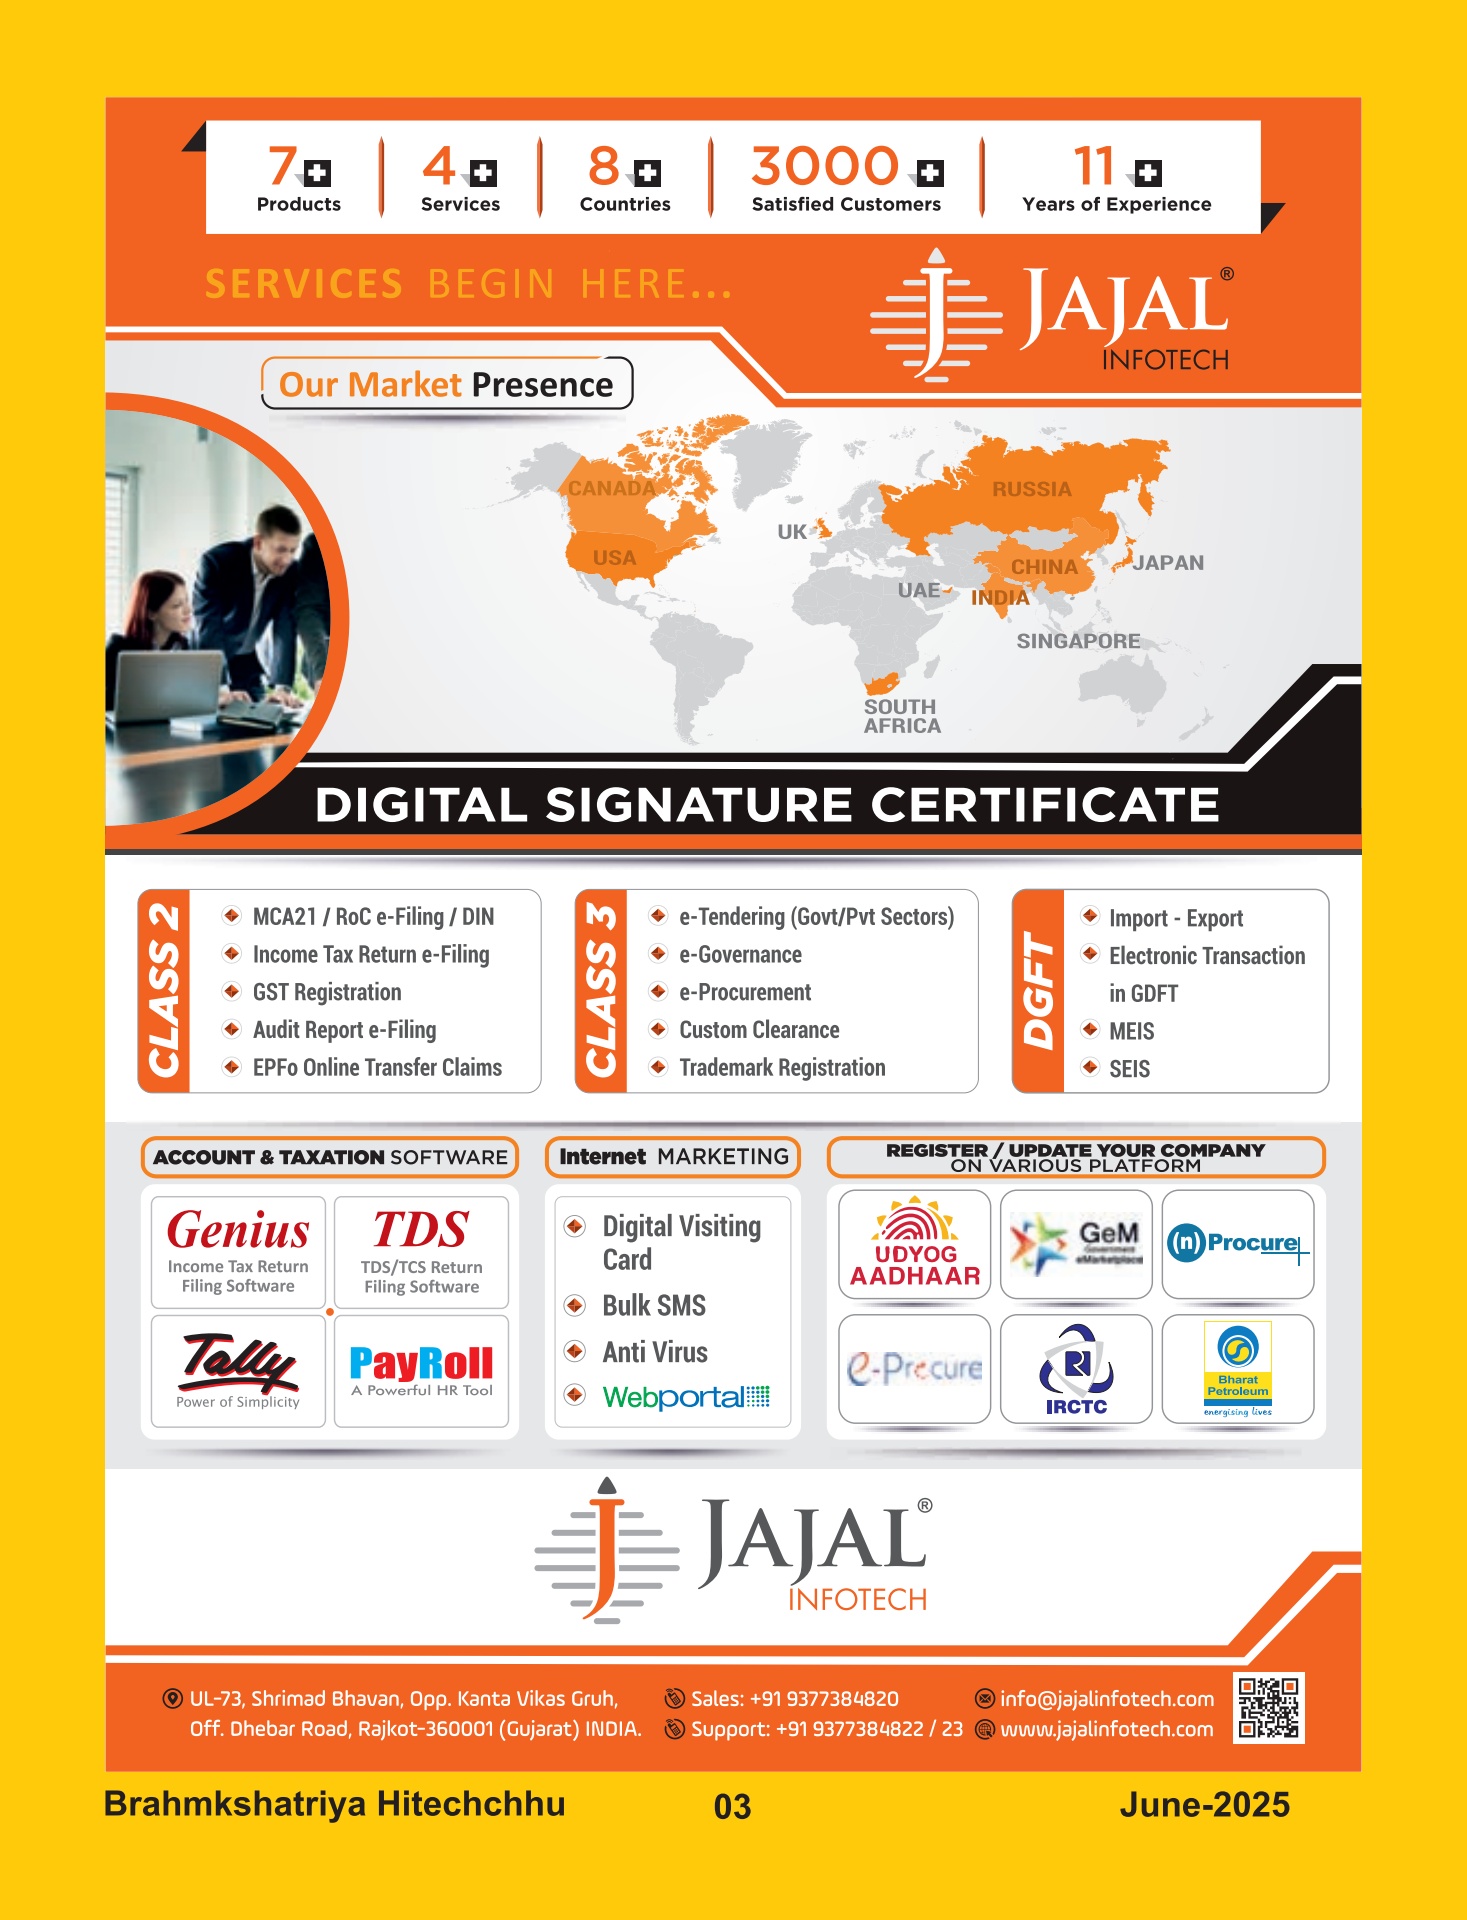 7+ 4+ 8+ 3000+ 11+
Products Services Countries Satisfied Customers Years of Experience
SERVICES BEGIN HERE...
JAJAL®
INFOTECH
Our Market Presence
CANADA
USA
UK
RUSSIA
CHINA
JAPAN
UAE
INDIA
SINGAPORE
SOUTH
AFRICA
DIGITAL SIGNATURE CERTIFICATE
CLASS 2
MCA21 / RoC e-Filing / DIN
Income Tax Return e-Filing
GST Registration
Audit Report e-Filing
EPFo Online Transfer Claims
CLASS 3
e-Tendering (Govt/Pvt Sectors)
e-Governance
e-Procurement
Custom Clearance
Trademark Registration
DGFT
Import - Export
Electronic Transaction
in GDFT
MEIS
SEIS
ACCOUNT & TAXATION SOFTWARE
Genius
Income Tax Return
Filing Software
TDS
TDS/TCS Return
Filing Software
Tally
Power of Simplicity
PayRoll
A Powerful HR Tool
Internet MARKETING
Digital Visiting
Card
Bulk SMS
Anti Virus
Webportal
REGISTER / UPDATE YOUR COMPANY
ON VARIOUS PLATFORM
UDYOG
AADHAAR
GeM
Government
eMarketplace
(n)Procure
e-Procure
IRCTC
Bharat
Petroleum
energising lives
JAJAL®
INFOTECH
UL-73, Shrimad Bhavan, Opp. Kanta Vikas Gruh,
Off. Dhebar Road, Rajkot-360001 (Gujarat) INDIA.
Sales: +91 9377384820
Support: +91 9377384822 / 23
info@jajalinfotech.com
www.jajalinfotech.com
Brahmkshatriya Hitechchhu 03 June-2025